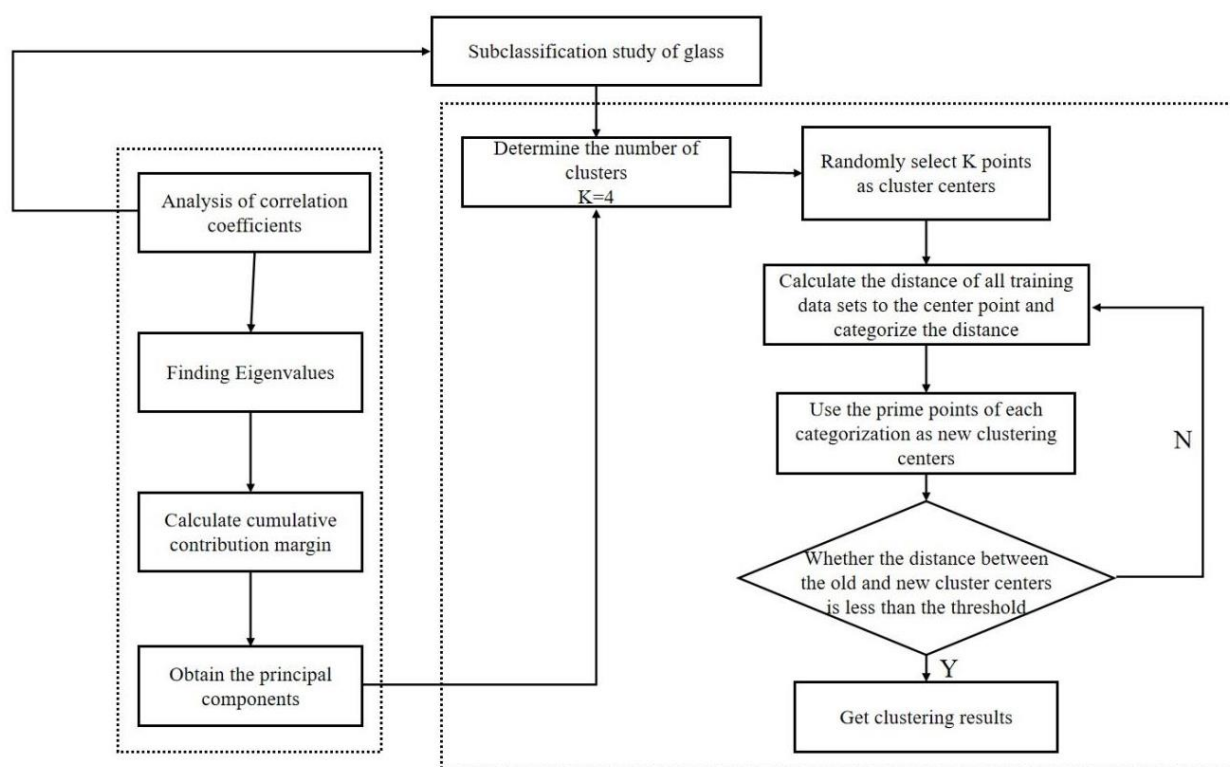 Subclassification study of glass
Analysis of correlation
coefficients
Finding Eigenvalues
Calculate cumulative
contribution margin
Obtain the principal
components
Determine the number of
clusters
K=4
Randomly select K points
as cluster centers
Calculate the distance of all training
data sets to the center point and
categorize the distance
Use the prime points of each
categorization as new clustering
centers
Whether the distance between
the old and new cluster centers
is less than the threshold
N
Y
Get clustering results